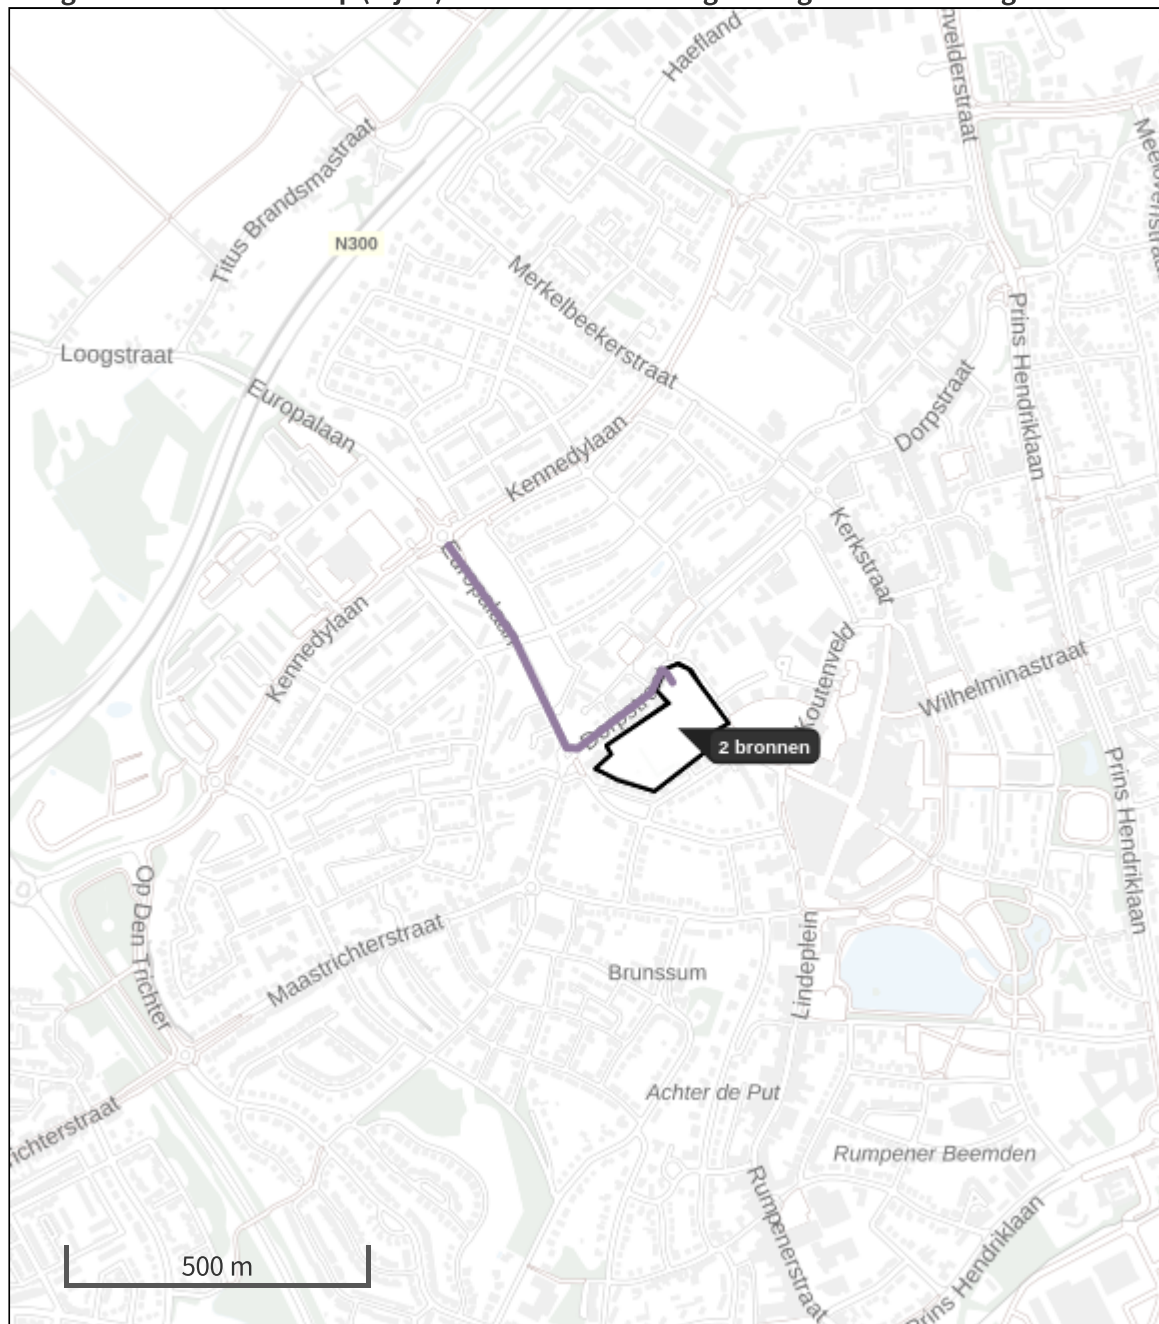 Haefland
Titus Brandsmastraat
N300
Merkelbeekerstraat
Loogstraat
Europalaan
Prins Hendriklaan
Dorpstraat
Kennedylaan
Kerkstraat
Europalaan
Kennedylaan
Koutenveld
Wilhelminastraat
2 bronnen
Prins Hendriklaan
Op Den Trichter
Maastrichterstraat
Brunssum
Lindeplein
Achter de Put
Rumpener Beemden
Rumpenerstraat
Prins Hendriklaan
500 m